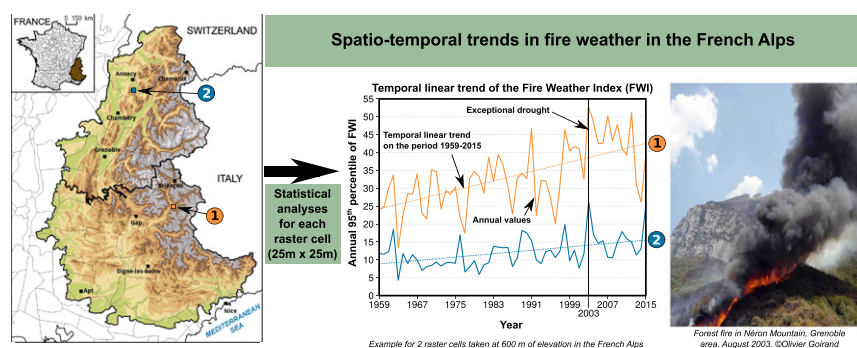 FRANCE
0 150 km
SWITZERLAND
Annecy
Chamonix
2
Chambéry
Grenoble
Briançon
ITALY
1
Gap
Digne-les-bains
Apt
Nice
MEDITERRANEAN
SEA
Statistical
analyses
for each
raster cell
(25m x 25m)
Spatio-temporal trends in fire weather in the French Alps
Temporal linear trend of the Fire Weather Index (FWI)
Annual 95th percentile of FWI
55
50
45
40
35
30
25
20
15
10
5
0
Exceptional drought
Temporal linear trend
on the period 1959-2015
Annual values
1
2
1959
1967
1975
1983
1991
1999
2003
2007
2015
Year
Example for 2 raster cells taken at 600 m of elevation in the French Alps
Forest fire in Néron Mountain, Grenoble
area. August 2003. ©Olivier Goirand